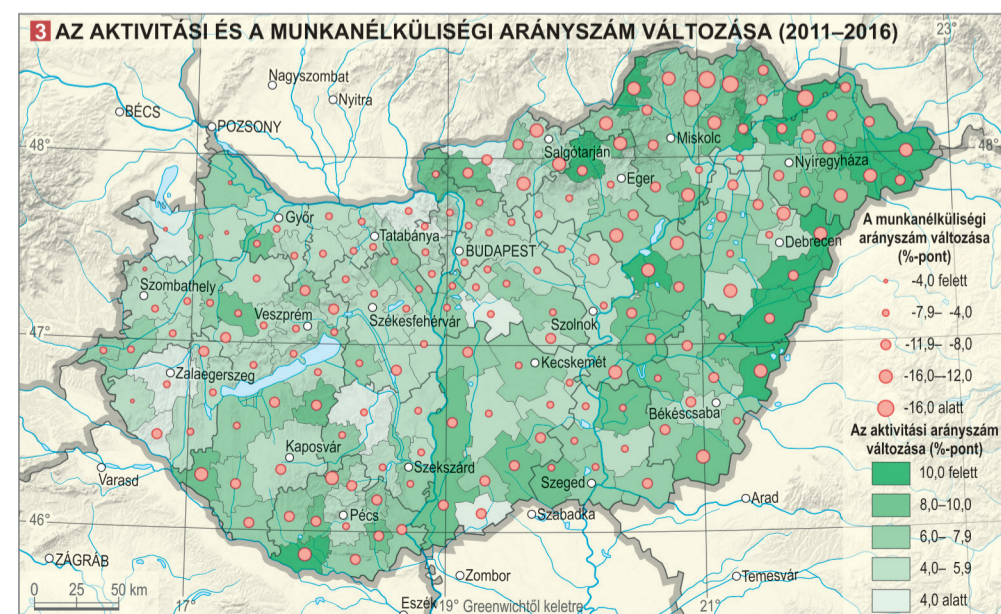 3 AZ AKTIVITÁSI ÉS A MUNKANÉLKÜLISÉGI ARÁNYSZÁM VÁLTOZÁSA (2011–2016)
23°
Nagyszombat
Nyitra
BÉCS
POZSONY
48°
48°
Salgótarján
Miskolc
Eger
Nyíregyháza
Győr
Tatabánya
BUDAPEST
Debrecen
Szombathely
Veszprém
Székesfehérvár
Szolnok
47°
47°
Zalaegerszeg
Kecskemét
Békéscsaba
Kaposvár
Szekszárd
Varasd
Szeged
Pécs
Szabadka
Arad
46°
ZÁGRÁB
Zombor
Temesvár
Eszék
0 25 50 km
17°
19° Greenwichtől keletre
21°
A munkanélküliségi
arányszám változása
(%-pont)
-4,0 felett
-7,9– -4,0
-11,9– -8,0
-16,0–-12,0
-16,0 alatt
Az aktivitási arányszám
változása (%-pont)
10,0 felett
8,0–10,0
6,0– 7,9
4,0– 5,9
4,0 alatt